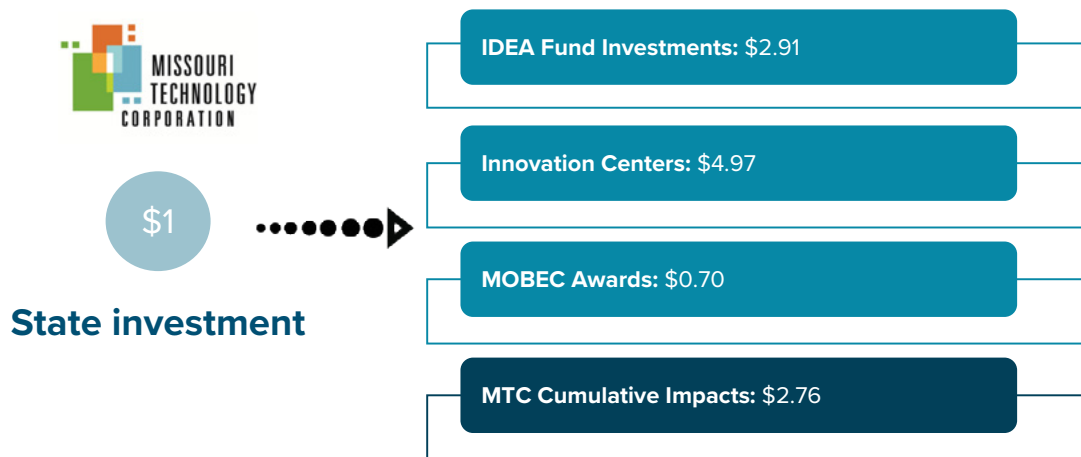 MISSOURI
TECHNOLOGY
CORPORATION
$1
State investment
IDEA Fund Investments: $2.91
Innovation Centers: $4.97
MOBEC Awards: $0.70
MTC Cumulative Impacts: $2.76